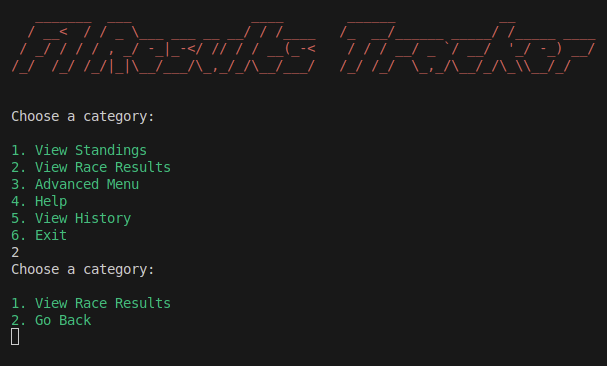 F1 Results Tracker
Choose a category:
1. View Standings
2. View Race Results
3. Advanced Menu
4. Help
5. View History
6. Exit
2
Choose a category:
1. View Race Results
2. Go Back